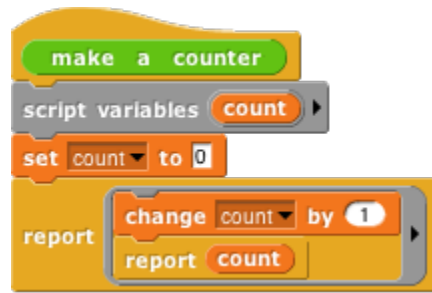 make a counter
script variables count
set count to 0
change count by 1
report
report count